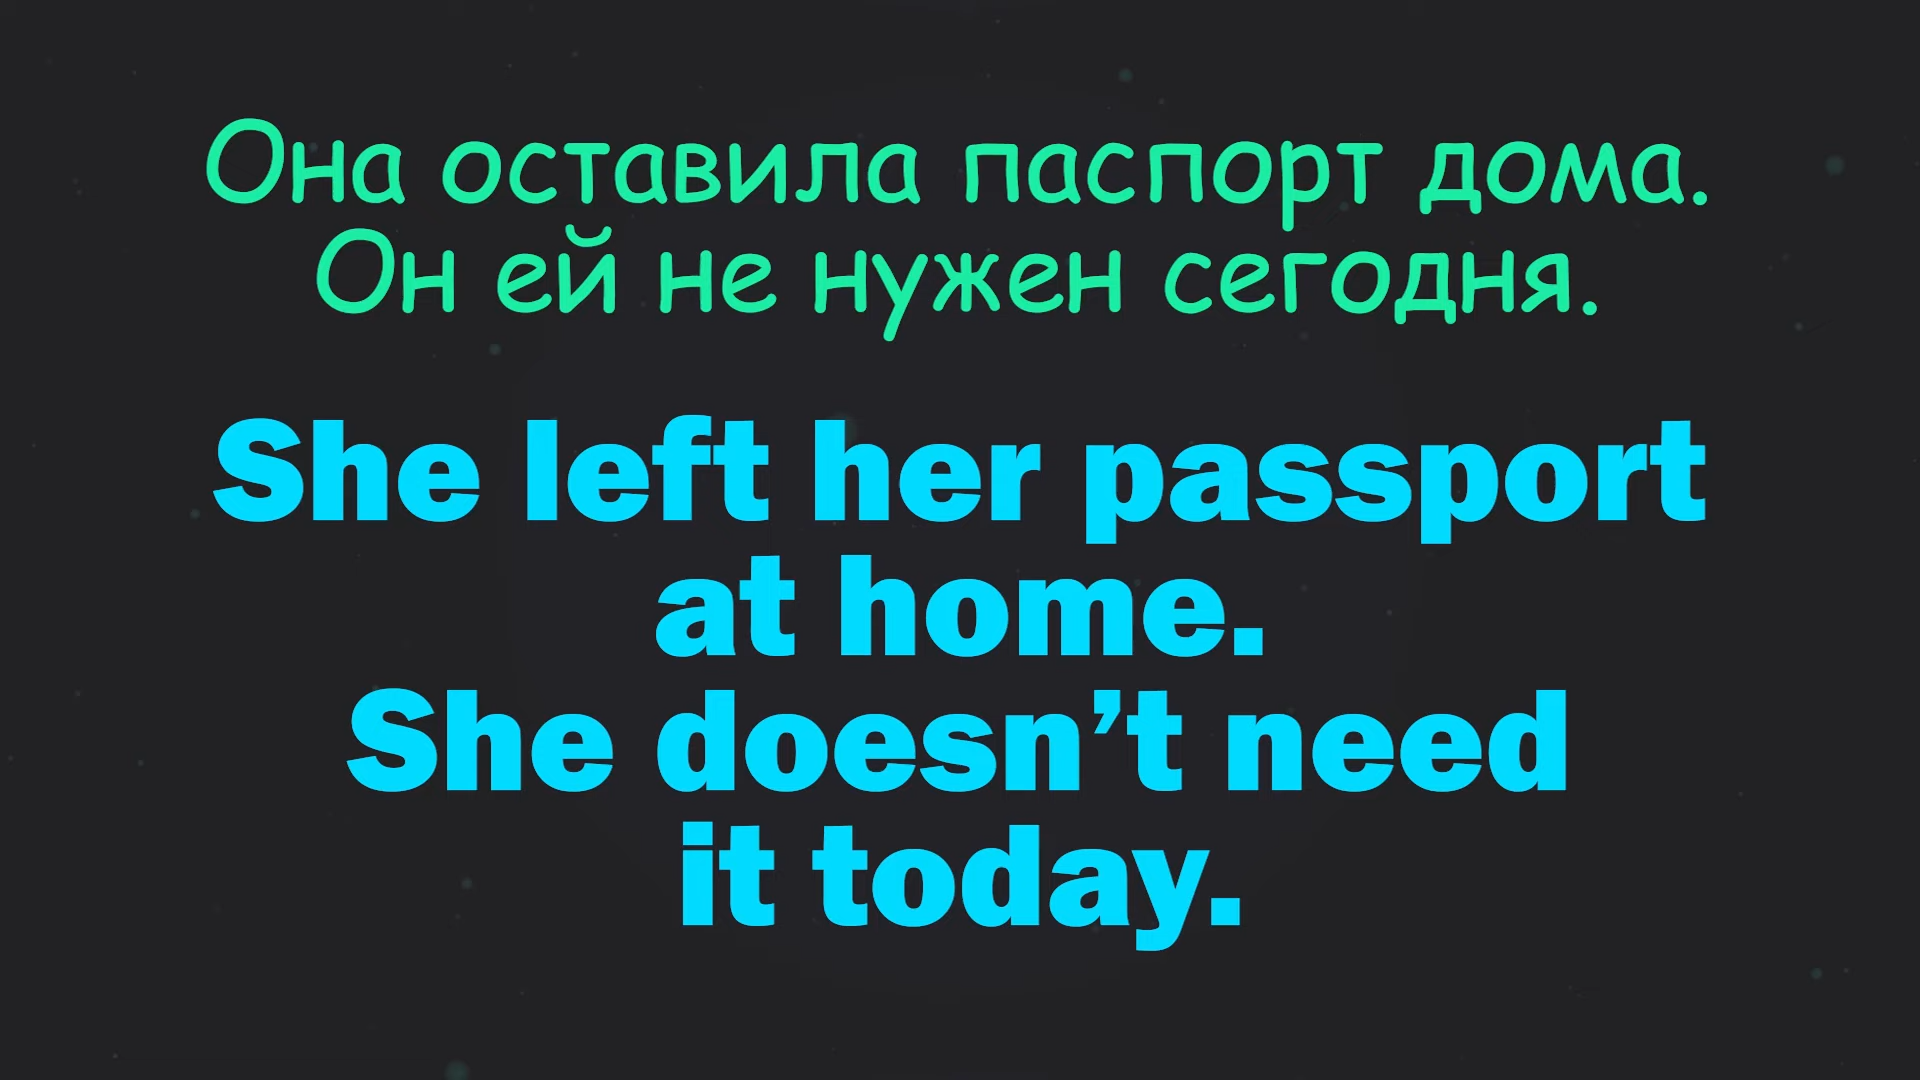 Она оставила паспорт дома.
Он ей не нужен сегодня.
She left her passport
at home.
She doesn’t need
it today.